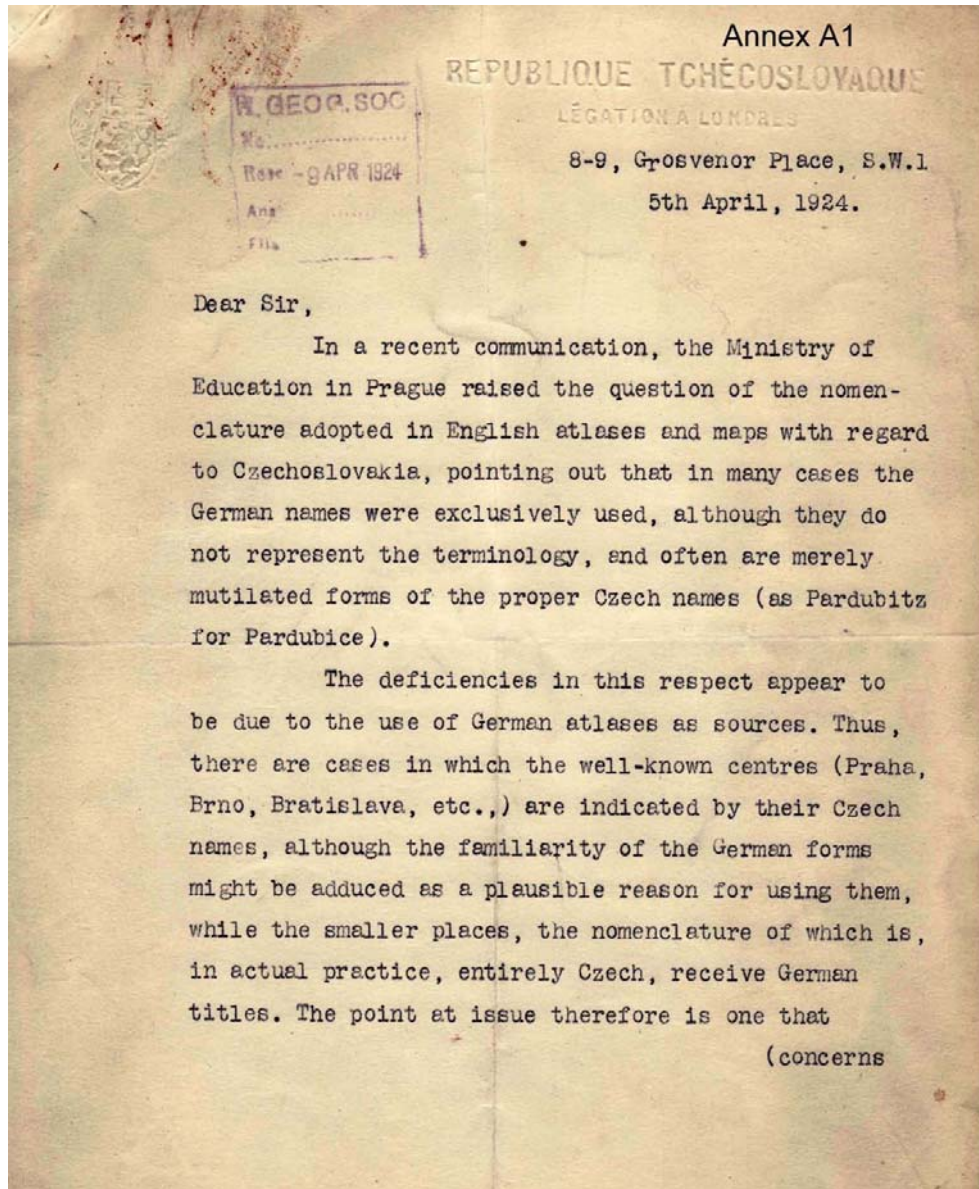 Annex A1
REPUBLIQUE TCHÉCOSLOVAQUE
LÉGATION A LONDRES
R. GEOG. SOC
No.
Recd -9 APR 1924
Ans
File
8-9, Grosvenor Place, S.W.1
5th April, 1924.
Dear Sir,
In a recent communication, the Ministry of
Education in Prague raised the question of the nomen-
clature adopted in English atlases and maps with regard
to Czechoslovakia, pointing out that in many cases the
German names were exclusively used, although they do
not represent the terminology, and often are merely
mutilated forms of the proper Czech names (as Pardubitz
for Pardubice).
The deficiencies in this respect appear to
be due to the use of German atlases as sources. Thus,
there are cases in which the well-known centres (Praha,
Brno, Bratislava, etc.,) are indicated by their Czech
names, although the familiarity of the German forms
might be adduced as a plausible reason for using them,
while the smaller places, the nomenclature of which is,
in actual practice, entirely Czech, receive German
titles. The point at issue therefore is one that
(concerns